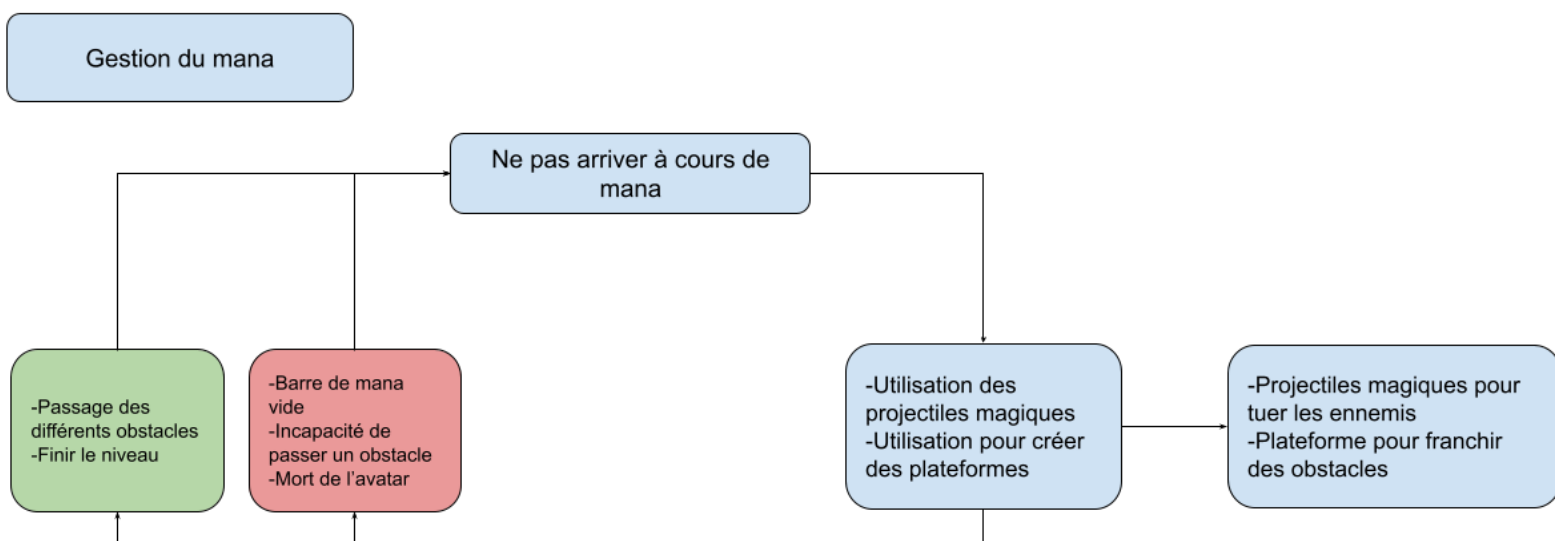 Gestion du mana
Ne pas arriver à cours de
mana
-Passage des
différents obstacles
-Finir le niveau
-Barre de mana
vide
-Incapacité de
passer un obstacle
-Mort de l'avatar
-Utilisation des
projectiles magiques
-Utilisation pour créer
des plateformes
-Projectiles magiques pour
tuer les ennemis
-Plateforme pour franchir
des obstacles